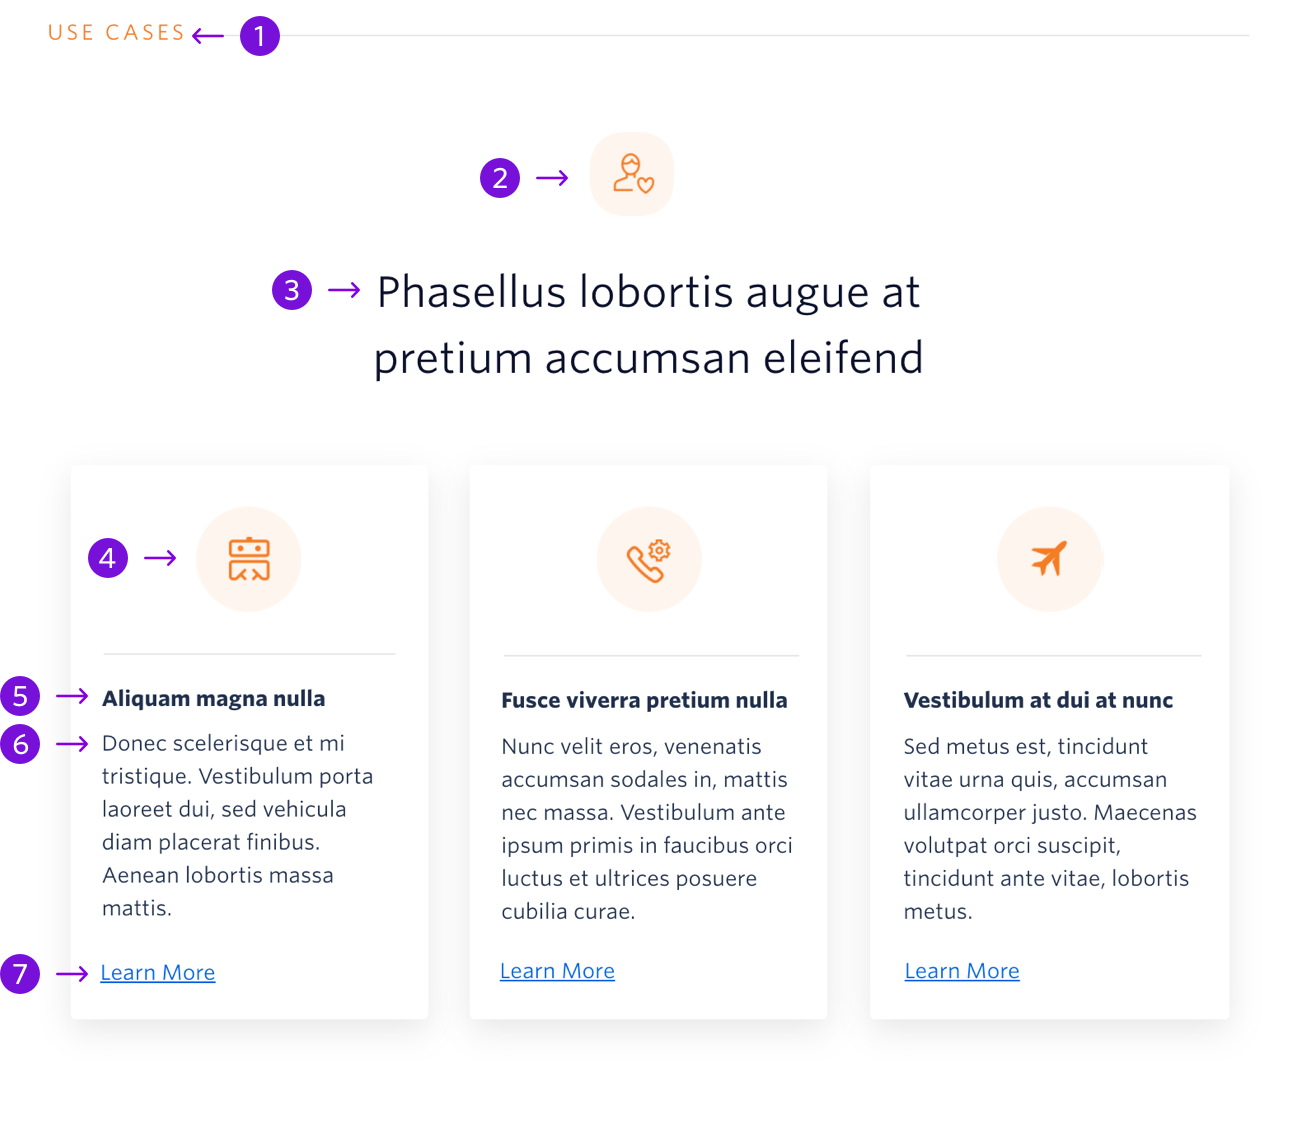 USE CASES
1
2
3
Phasellus lobortis augue at
pretium accumsan eleifend
4
5
Aliquam magna nulla
6
Donec scelerisque et mi
tristique. Vestibulum porta
laoreet dui, sed vehicula
diam placerat finibus.
Aenean lobortis massa
mattis.
7
Learn More
Fusce viverra pretium nulla
Nunc velit eros, venenatis
accumsan sodales in, mattis
nec massa. Vestibulum ante
ipsum primis in faucibus orci
luctus et ultrices posuere
cubilia curae.
Learn More
Vestibulum at dui at nunc
Sed metus est, tincidunt
vitae urna quis, accumsan
ullamcorper justo. Maecenas
volutpat orci suscipit,
tincidunt ante vitae, lobortis
metus.
Learn More